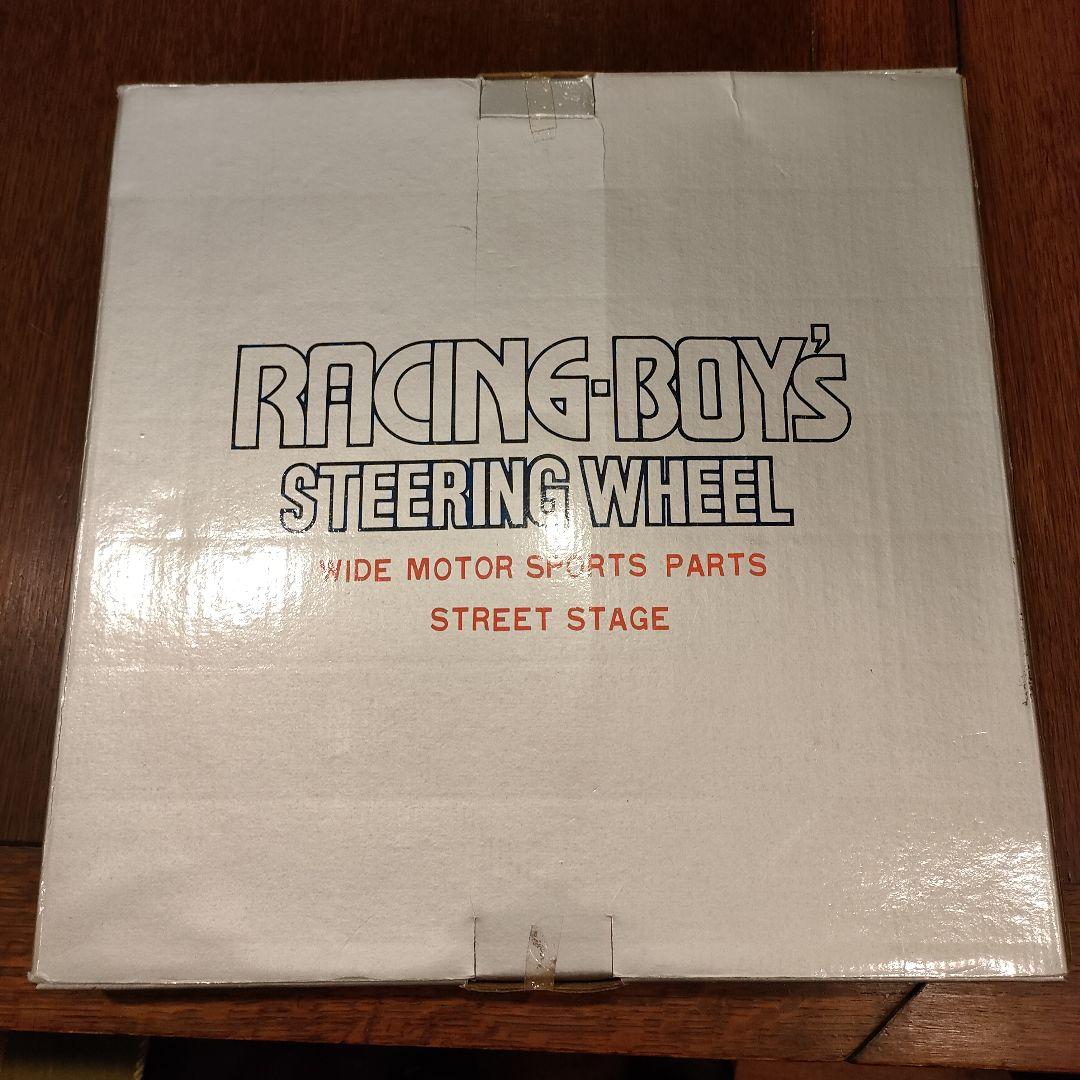 RACING-BOY's
STEERING WHEEL
WIDE MOTOR SPORTS PARTS
STREET STAGE